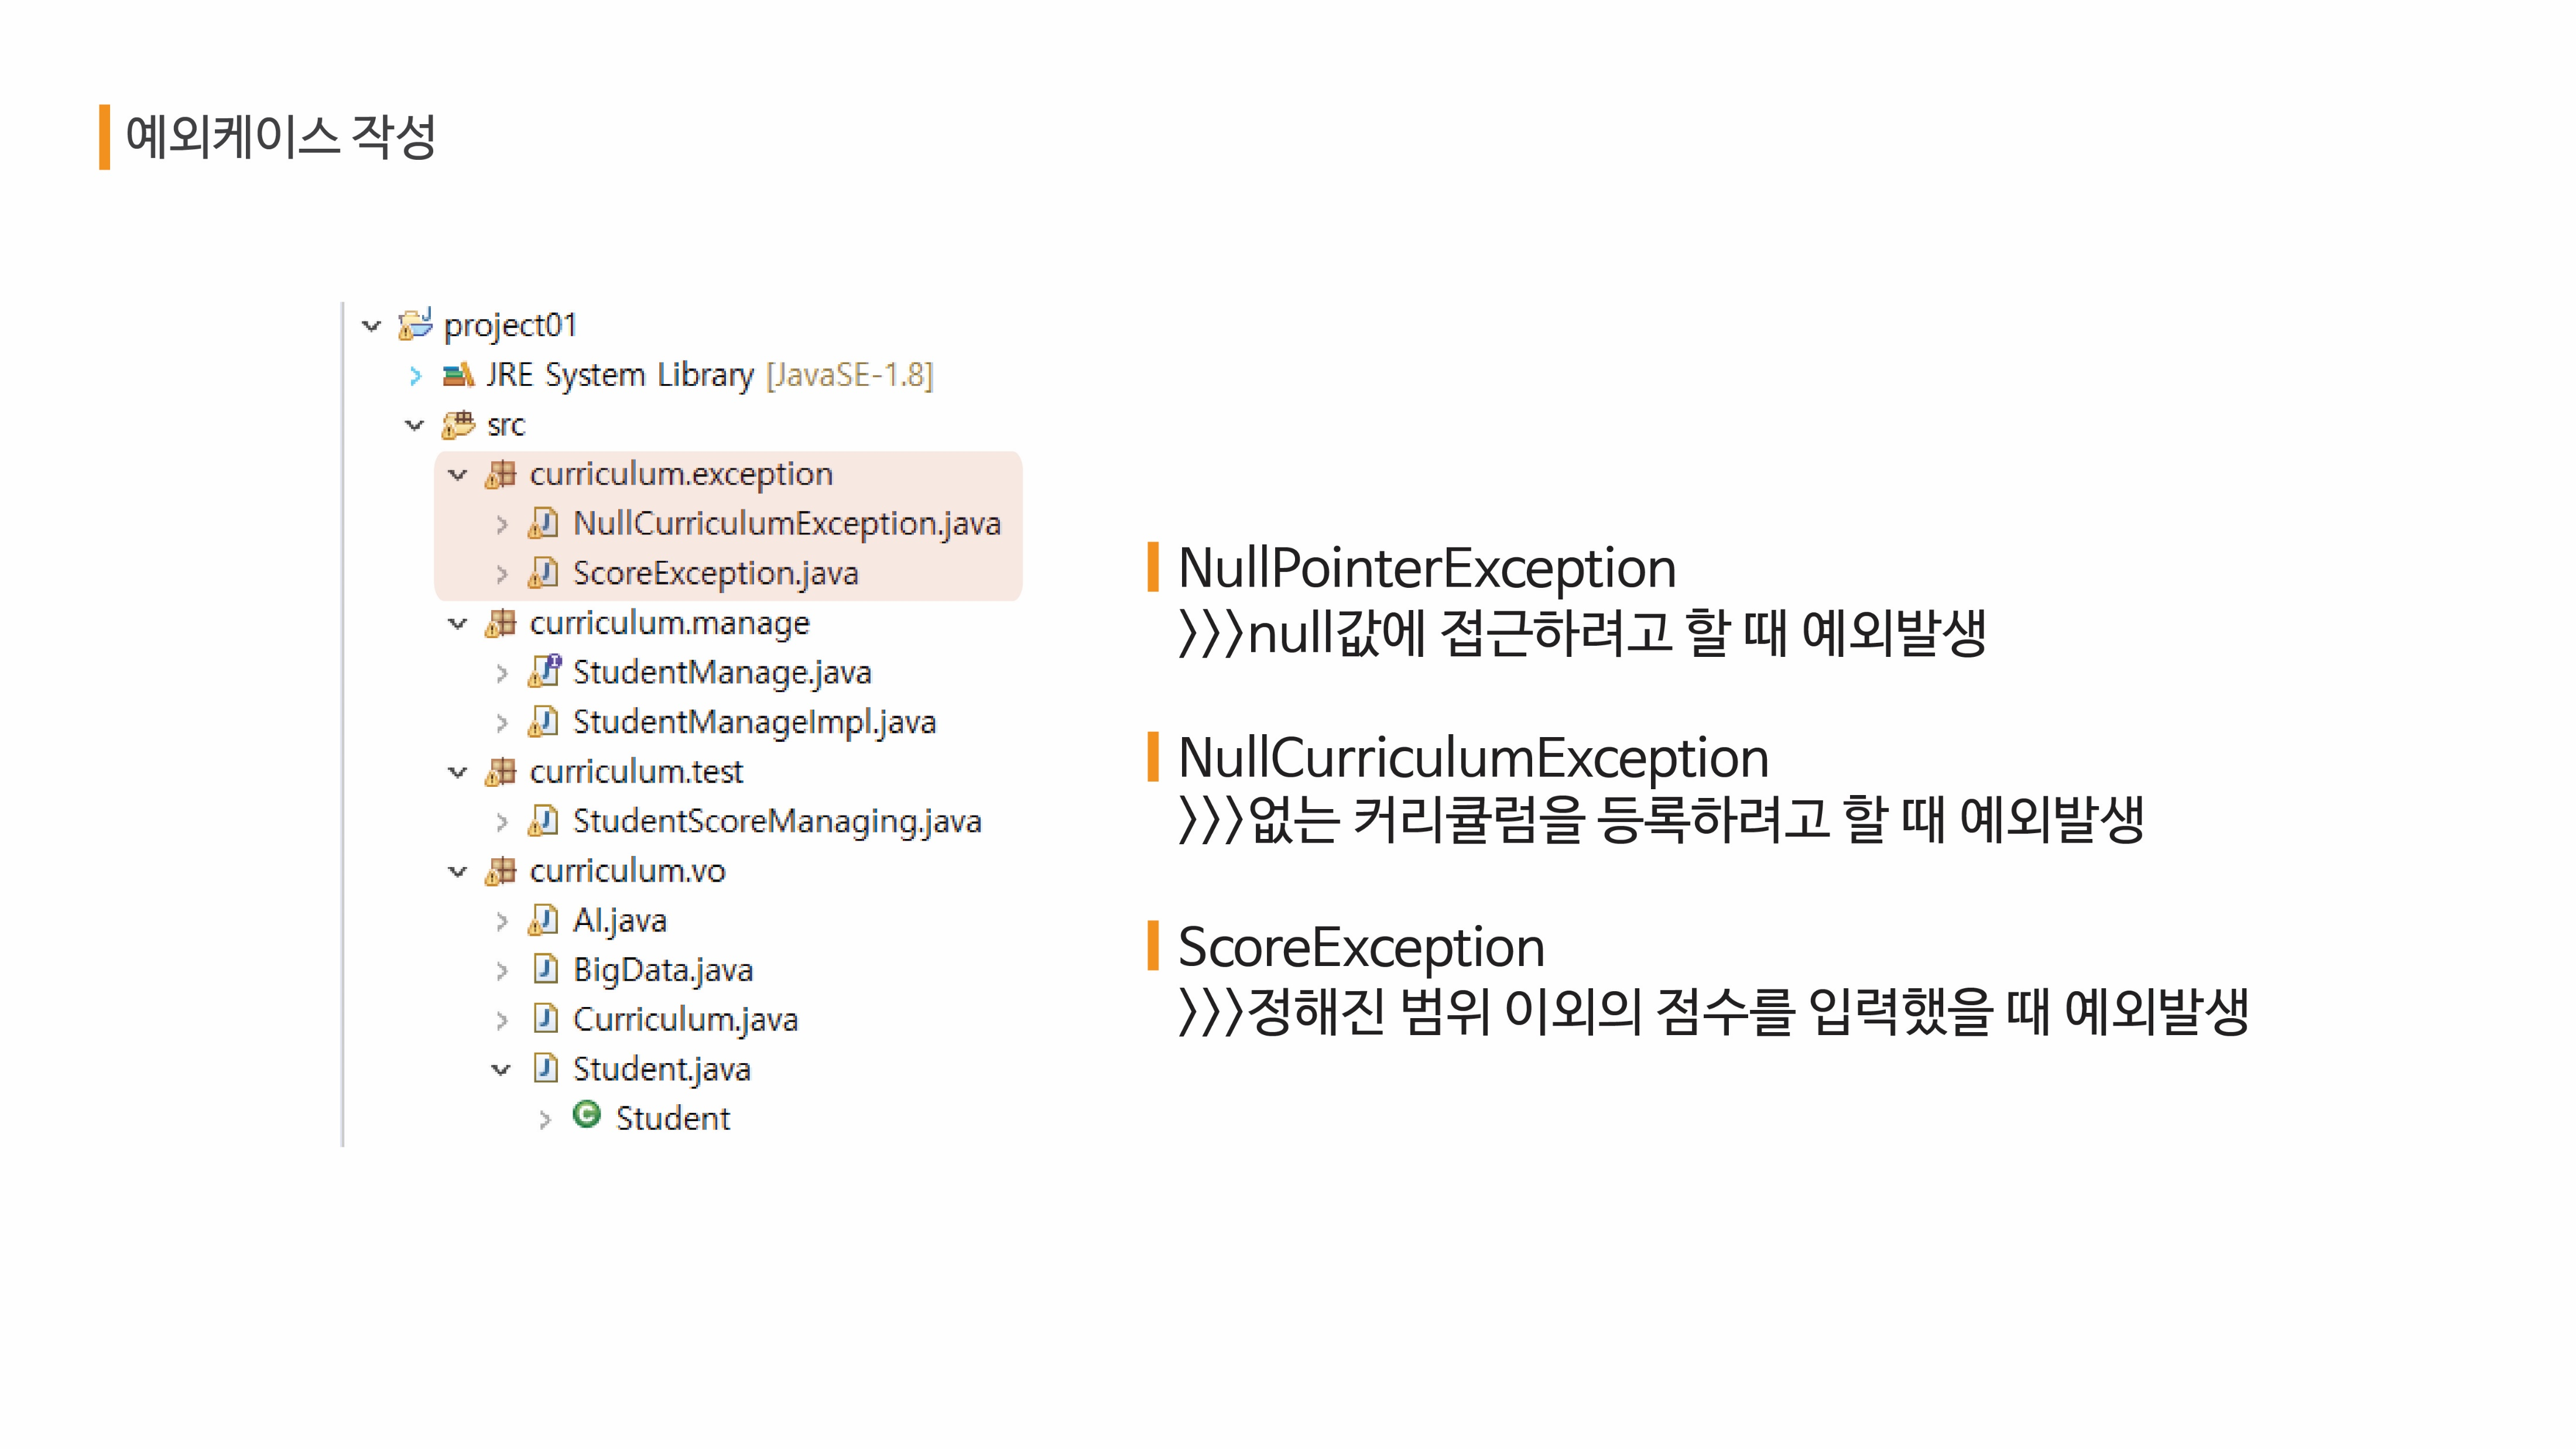 예외케이스 작성
project01
JRE System Library [JavaSE-1.8]
src
curriculum.exception
NullCurriculumException.java
ScoreException.java
curriculum.manage
StudentManage.java
StudentManageImpl.java
curriculum.test
StudentScoreManaging.java
curriculum.vo
AI.java
BigData.java
Curriculum.java
Student.java
Student
NullPointerException
>>>null값에 접근하려고 할 때 예외발생
NullCurriculumException
>>>없는 커리큘럼을 등록하려고 할 때 예외발생
ScoreException
>>>정해진 범위 이외의 점수를 입력했을 때 예외발생